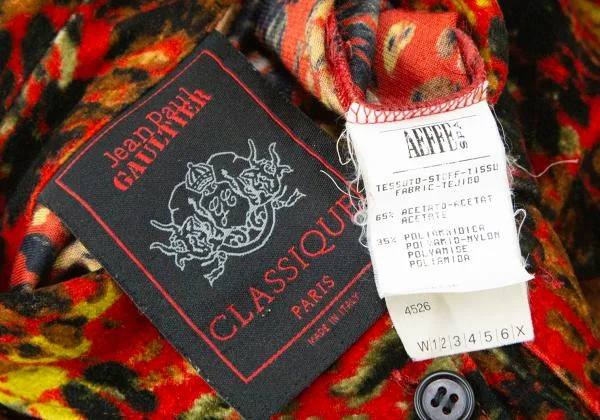 Jean Paul
GAULTIER
CLASSIQUE
PARIS
MADE IN ITALY
AEFFE SPA
TESSUTO-STOFF-TISSU
FABRIC-TEJIDO
65% ACETATO-ACETAT
ACETATE
35% POLIAMMIDICA
POLYAMID-NYLON
POLYAMISE
POLIAMIDA
4526
W 1 2 3 4 5 6 X